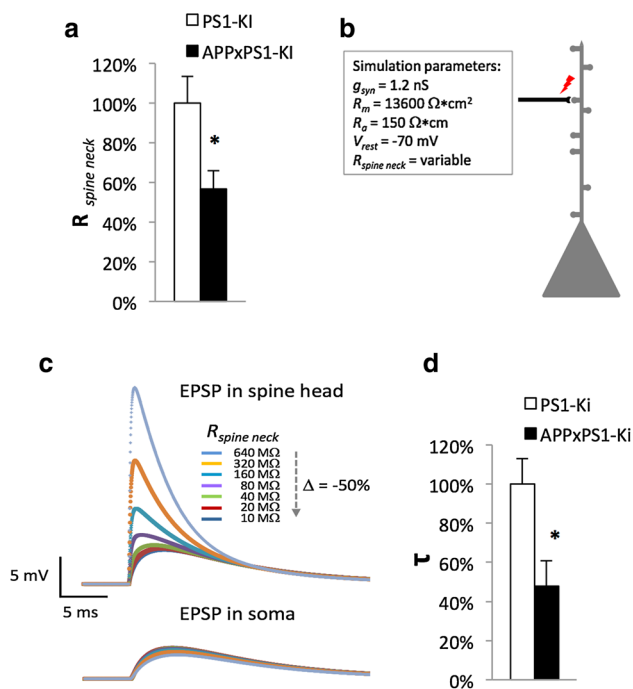 a
PS1-KI
APPxPS1-KI
120%
100%
80%
60%
40%
20%
0%
*
R spine neck
b
Simulation parameters:
gsyn = 1.2 nS
Rm = 13600 Ω*cm²
Ra = 150 Ω*cm
Vrest = -70 mV
Rspine neck = variable
c
EPSP in spine head
Rspine neck
640 MΩ
320 MΩ
160 MΩ
80 MΩ
40 MΩ
20 MΩ
10 MΩ
Δ = -50%
5 mV
5 ms
EPSP in soma
d
PS1-Ki
APPxPS1-Ki
120%
100%
80%
60%
40%
20%
0%
*
τ